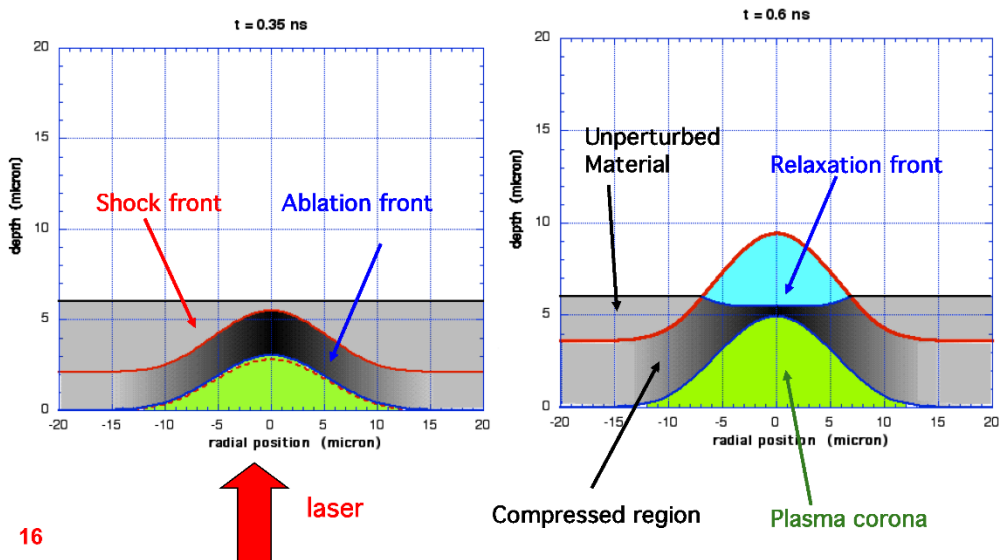 t = 0.35 ns
20
15
10
5
0
depth (micron)
-20 -15 -10 -5 0 5 10 15 20
radial position (micron)
Shock front
Ablation front
laser
16
t = 0.6 ns
20
15
10
5
0
depth (micron)
-20 -15 -10 -5 0 5 10 15 20
radial position (micron)
Unperturbed
Material
Relaxation front
Compressed region
Plasma corona